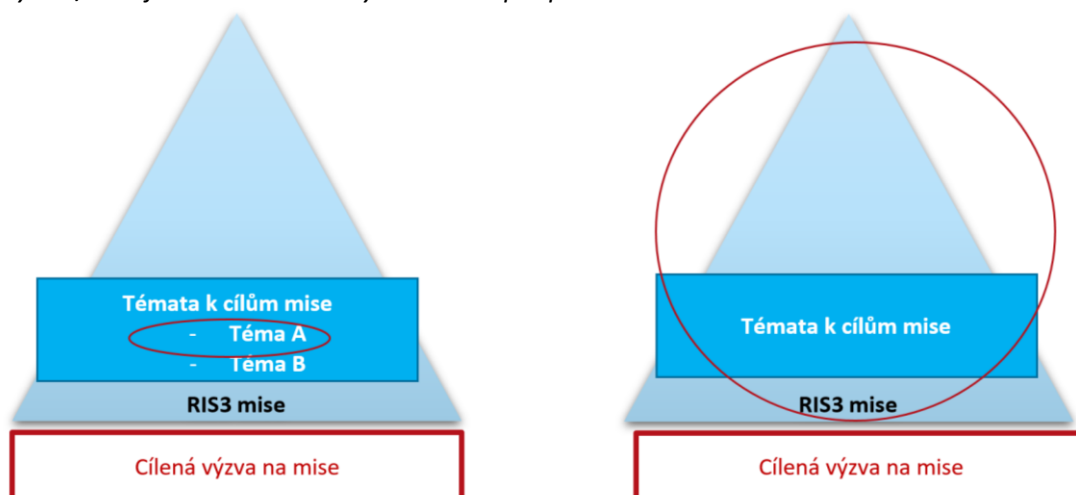 Témata k cílům mise
- Téma A
- Téma B
RIS3 mise
Cílená výzva na mise
Témata k cílům mise
RIS3 mise
Cílená výzva na mise